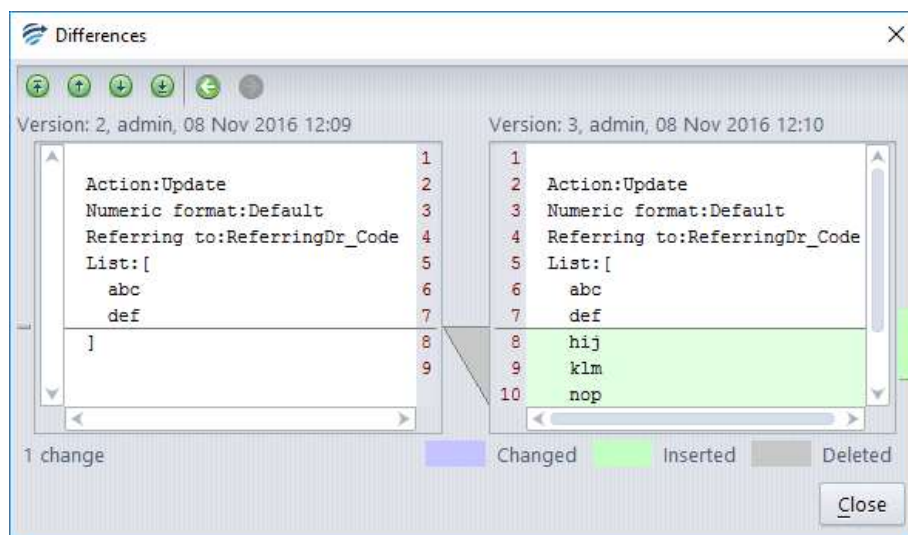 Differences
Version: 2, admin, 08 Nov 2016 12:09
1
Action:Update 2
Numeric format:Default 3
Referring to:ReferringDr_Code 4
List:[ 5
abc 6
def 7
] 8
9
Version: 3, admin, 08 Nov 2016 12:10
1
2 Action:Update
3 Numeric format:Default
4 Referring to:ReferringDr_Code
5 List:[
6 abc
7 def
8 hij
9 klm
10 nop
1 change
Changed Inserted Deleted
Close